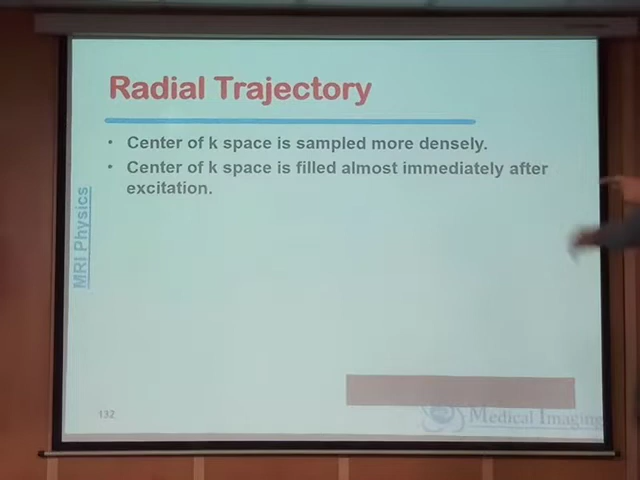 Radial Trajectory
• Center of k space is sampled more densely.
• Center of k space is filled almost immediately after
excitation.
MRI Physics
132
Medical Imaging